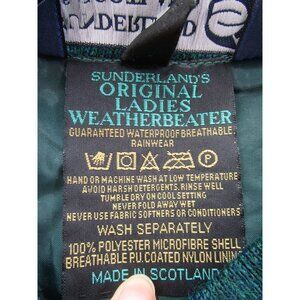 SUNDERLAND
SUNDERLAND'S
ORIGINAL
LADIES
WEATHERBEATER
GUARANTEED WATERPROOF BREATHABLE
RAINWEAR
HAND OR MACHINE WASH AT LOW TEMPERATURE
AVOID HARSH DETERGENTS. RINSE WELL
TUMBLE DRY ON COOL SETTING
NEVER FOLD AWAY WET
NEVER USE FABRIC SOFTNERS OR CONDITIONERS
WASH SEPARATELY
100% POLYESTER MICROFIBRE SHELL
BREATHABLE P.U. COATED NYLON LINING
MADE IN SCOTLAND